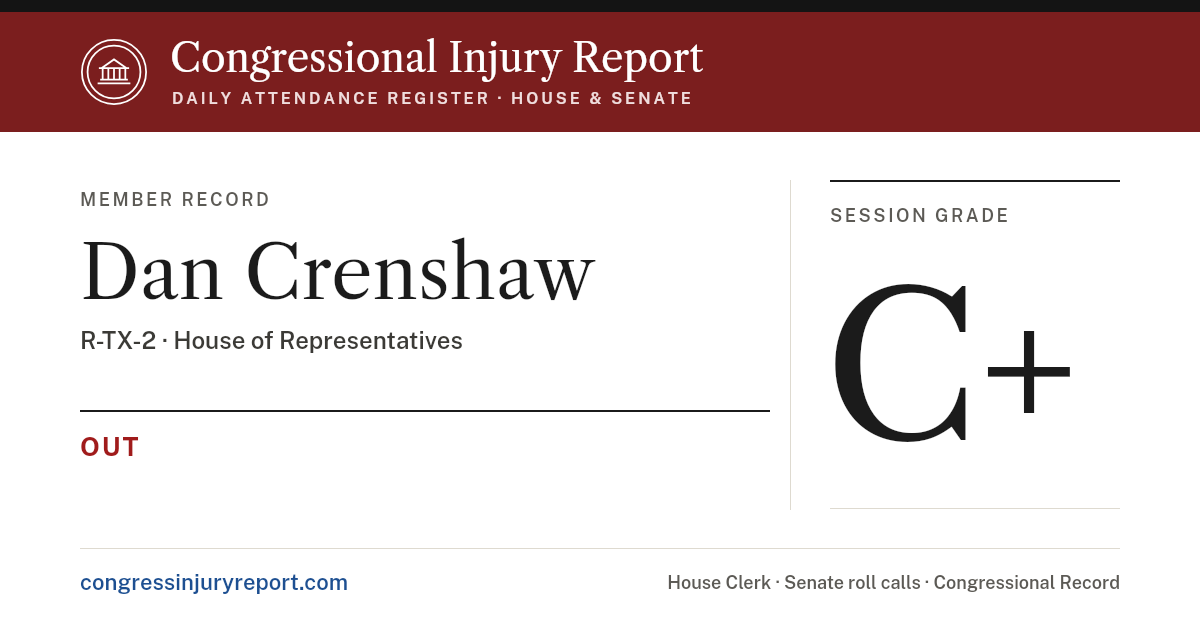 Congressional Injury Report
DAILY ATTENDANCE REGISTER · HOUSE & SENATE
MEMBER RECORD
Dan Crenshaw
R-TX-2 · House of Representatives
OUT
SESSION GRADE
C+
congressinjuryreport.com
House Clerk · Senate roll calls · Congressional Record